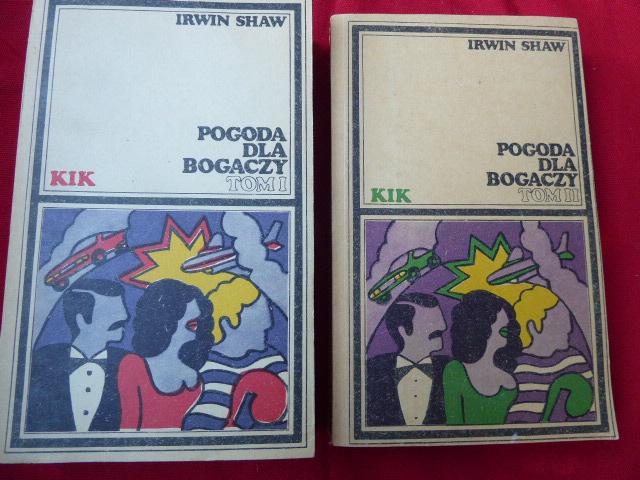 IRWIN SHAW
POGODA
DLA
BOGACZY
KIK
TOM I
IRWIN SHAW
POGODA
DLA
BOGACZY
KIK
TOM II